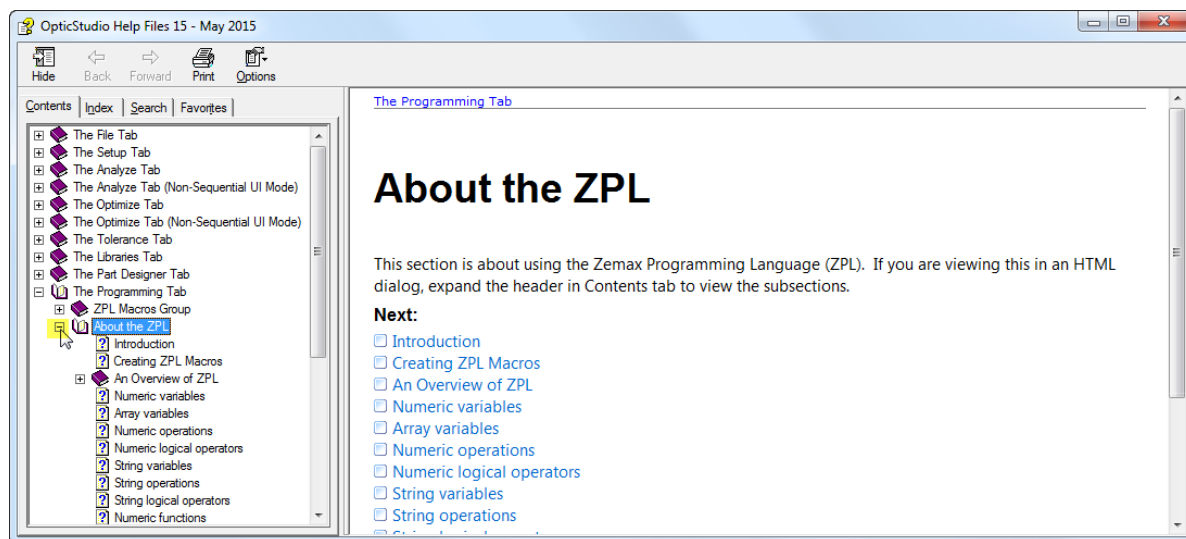 OpticStudio Help Files 15 - May 2015
Hide Back Forward Print Options
Contents Index Search Favorites
The File Tab
The Setup Tab
The Analyze Tab
The Analyze Tab (Non-Sequential UI Mode)
The Optimize Tab
The Optimize Tab (Non-Sequential UI Mode)
The Tolerance Tab
The Libraries Tab
The Part Designer Tab
The Programming Tab
ZPL Macros Group
About the ZPL
Introduction
Creating ZPL Macros
An Overview of ZPL
Numeric variables
Array variables
Numeric operations
Numeric logical operators
String variables
String operations
String logical operators
Numeric functions
The Programming Tab
About the ZPL
This section is about using the Zemax Programming Language (ZPL). If you are viewing this in an HTML
dialog, expand the header in Contents tab to view the subsections.
Next:
Introduction
Creating ZPL Macros
An Overview of ZPL
Numeric variables
Array variables
Numeric operations
Numeric logical operators
String variables
String operations